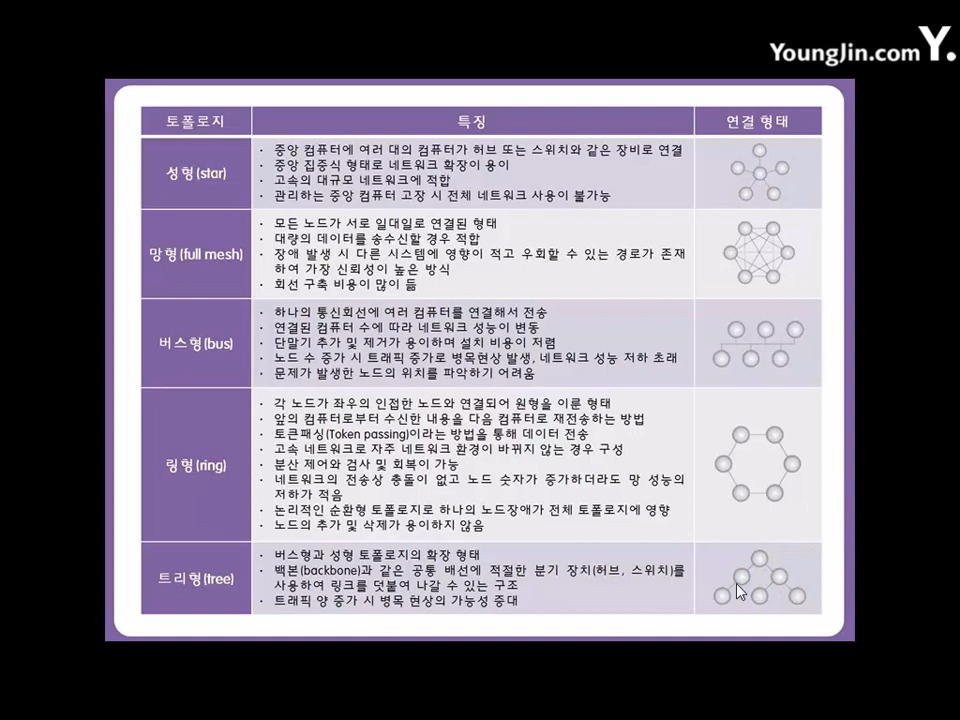 YoungJin.com Y.
토폴로지 특징 연결 형태
성형(star)
· 중앙 컴퓨터에 여러 대의 컴퓨터가 허브 또는 스위치와 같은 장비로 연결
· 중앙 집중식 형태로 네트워크 확장이 용이
· 고속의 대규모 네트워크에 적합
· 관리하는 중앙 컴퓨터 고장 시 전체 네트워크 사용이 불가능
망형(full mesh)
· 모든 노드가 서로 일대일로 연결된 형태
· 대량의 데이터를 송수신할 경우 적합
· 장애 발생 시 다른 시스템에 영향이 적고 우회할 수 있는 경로가 존재
하여 가장 신뢰성이 높은 방식
· 회선 구축 비용이 많이 듦
버스형(bus)
· 하나의 통신회선에 여러 컴퓨터를 연결해서 전송
· 연결된 컴퓨터 수에 따라 네트워크 성능이 변동
· 단말기 추가 및 제거가 용이하며 설치 비용이 저렴
· 노드 수 증가 시 트래픽 증가로 병목현상 발생, 네트워크 성능 저하 초래
· 문제가 발생한 노드의 위치를 파악하기 어려움
링형(ring)
· 각 노드가 좌우의 인접한 노드와 연결되어 원형을 이룬 형태
· 앞의 컴퓨터로부터 수신한 내용을 다음 컴퓨터로 재전송하는 방법
· 토큰패싱(Token passing)이라는 방법을 통해 데이터 전송
· 고속 네트워크로 자주 네트워크 환경이 바뀌지 않는 경우 구성
· 분산 제어와 검사 및 회복이 가능
· 네트워크의 전송상 충돌이 없고 노드 숫자가 증가하더라도 망 성능의
저하가 적음
· 논리적인 순환형 토폴로지로 하나의 노드장애가 전체 토폴로지에 영향
· 노드의 추가 및 삭제가 용이하지 않음
트리형(tree)
· 버스형과 성형 토폴로지의 확장 형태
· 백본(backbone)과 같은 공통 배선에 적절한 분기 장치(허브, 스위치)를
사용하여 링크를 덧붙여 나갈 수 있는 구조
· 트래픽 양 증가 시 병목 현상의 가능성 증대